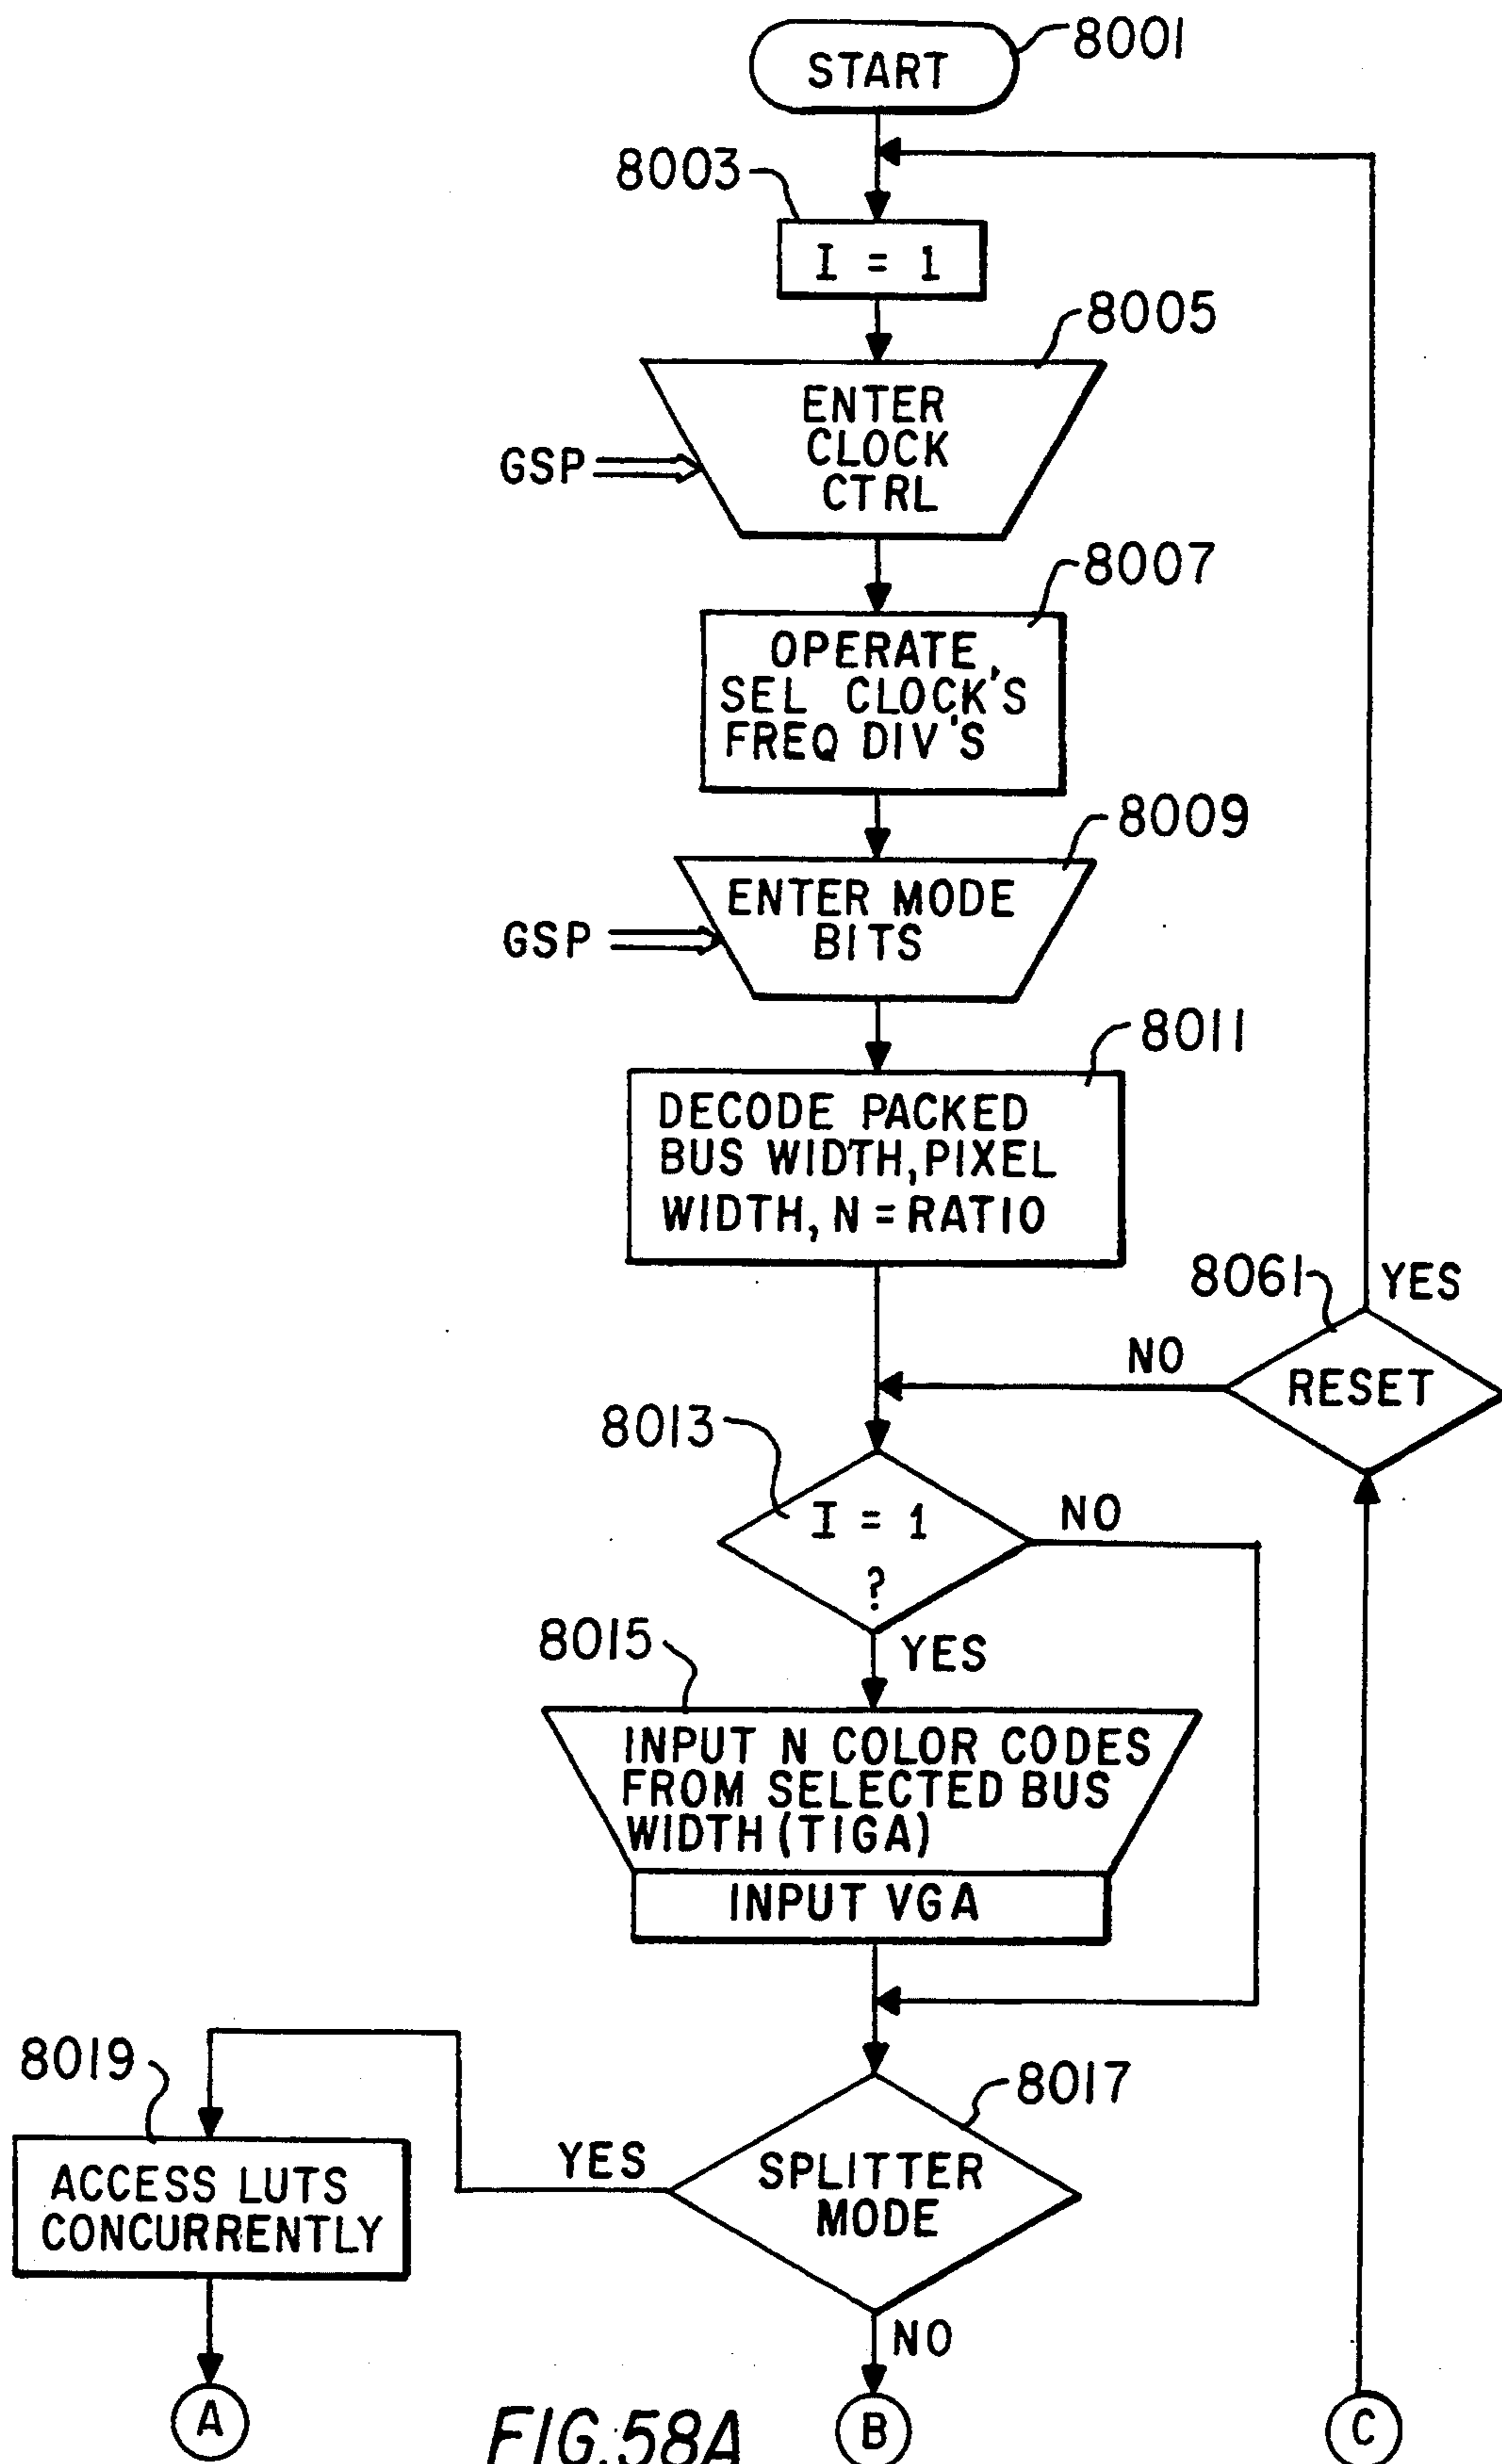 START
8001
8003
I = 1
8005
ENTER
CLOCK
CTRL
GSP
8007
OPERATE,
SEL CLOCK'S
FREQ DIV'S
8009
ENTER MODE
BITS
GSP
8011
DECODE PACKED
BUS WIDTH, PIXEL
WIDTH, N = RATIO
8061
YES
NO
RESET
8013
I = 1
?
NO
YES
8015
INPUT N COLOR CODES
FROM SELECTED BUS
WIDTH (TIGA)
INPUT VGA
8019
8017
YES
SPLITTER
MODE
ACCESS LUTS
CONCURRENTLY
NO
A
B
C
FIG. 58A